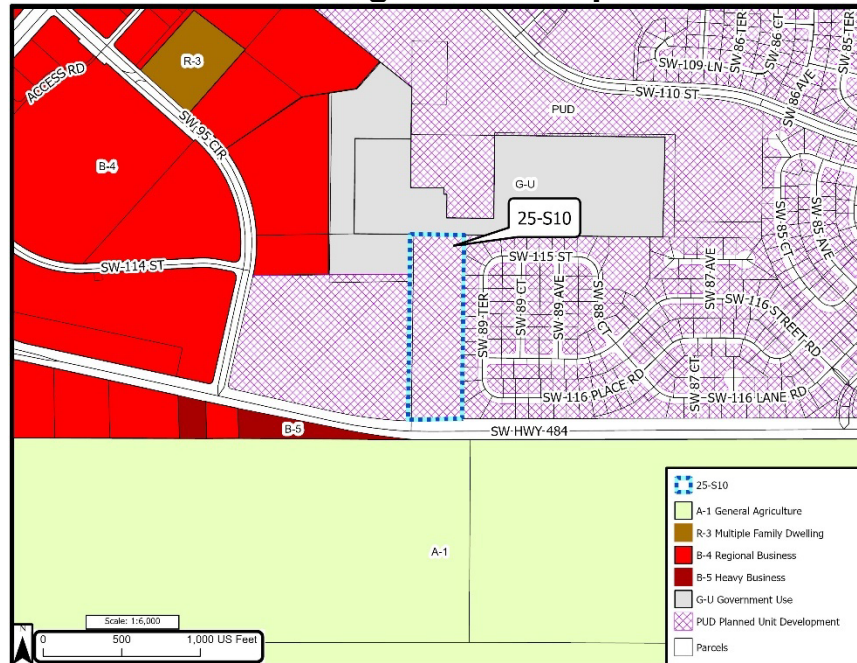 R-3
ACCESS RD
SW 95 CIR
B-4
SW 114 ST
PUD
SW 110 ST
SW 109 LN
SW 86 TER
SW 86 CT
SW 85 TER
SW 86 AVE
G-U
25-S10
SW 115 ST
SW 89 TER
SW 89 CT
SW 89 AVE
SW 88 CT
SW 87 AVE
SW 85 CT
SW 85 AVE
SW 116 STREET RD
SW 116 PLACE RD
SW 87 CT
SW 116 LANE RD
B-5
SW HWY 484
A-1
25-S10
A-1 General Agriculture
R-3 Multiple Family Dwelling
B-4 Regional Business
B-5 Heavy Business
G-U Government Use
PUD Planned Unit Development
Parcels
Scale: 1:6,000
N
0 500 1,000 US Feet